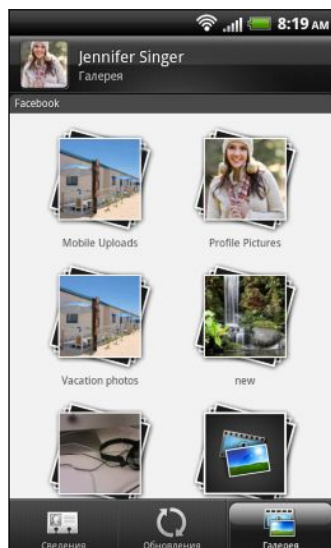 8:19 AM
Jennifer Singer
Галерея
Facebook
Mobile Uploads
Profile Pictures
Vacation photos
new
Сведения
Обновления
Галерея